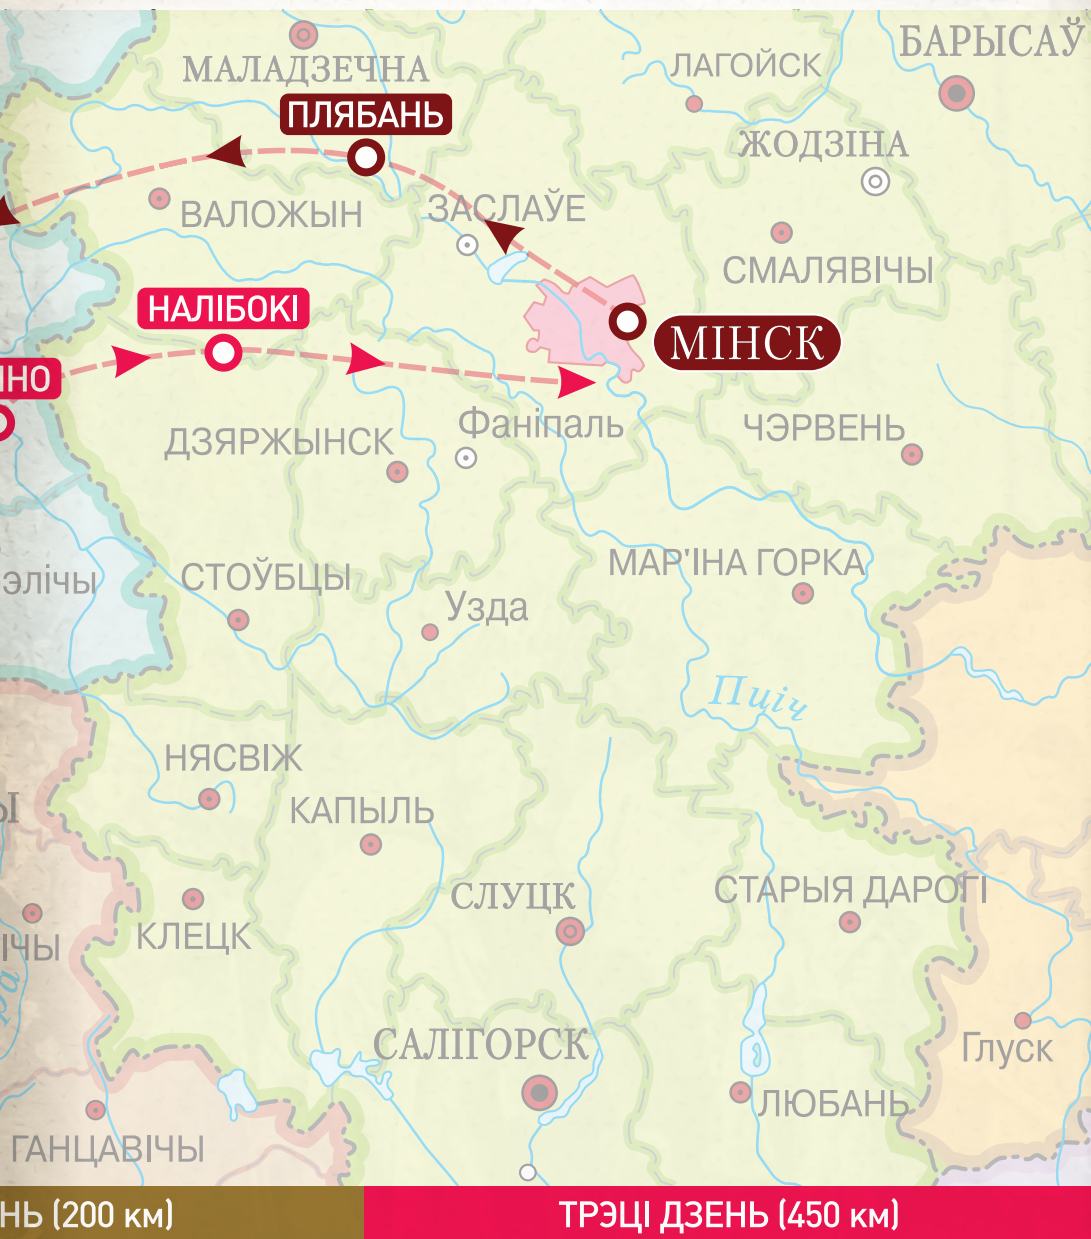 БАРЫСАЎ
МАЛАДЗЕЧНА
ЛАГОЙСК
ПЛЯБАНЬ
ЖОДЗІНА
ВАЛОЖЫН
ЗАСЛАЎЕ
СМАЛЯВІЧЫ
НАЛІБОКІ
МІНСК
НО
Фаніпаль
ЧЭРВЕНЬ
ДЗЯРЖЫНСК
МАР'ІНА ГОРКА
элічы
СТОЎБЦЫ
Узда
Пціч
НЯСВІЖ
Ы
КАПЫЛЬ
СЛУЦК
СТАРЫЯ ДАРОГІ
ІЧЫ
КЛЕЦК
ра
САЛІГОРСК
Глуск
ЛЮБАНЬ
ГАНЦАВІЧЫ
НЬ (200 км)
ТРЭЦІ ДЗЕНЬ (450 км)